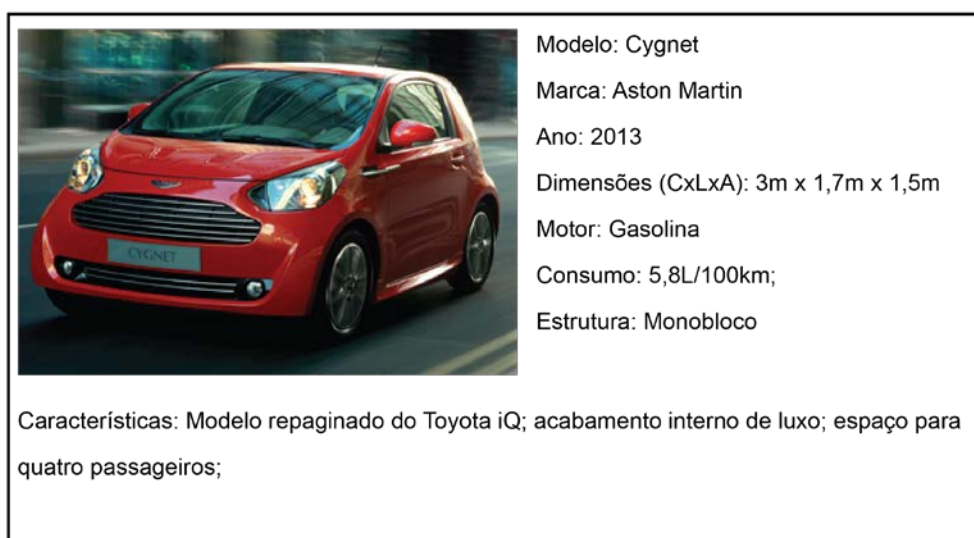 CYGNET
Modelo: Cygnet
Marca: Aston Martin
Ano: 2013
Dimensões (CxLxA): 3m x 1,7m x 1,5m
Motor: Gasolina
Consumo: 5,8L/100km;
Estrutura: Monobloco
Características: Modelo repaginado do Toyota iQ; acabamento interno de luxo; espaço para
quatro passageiros;